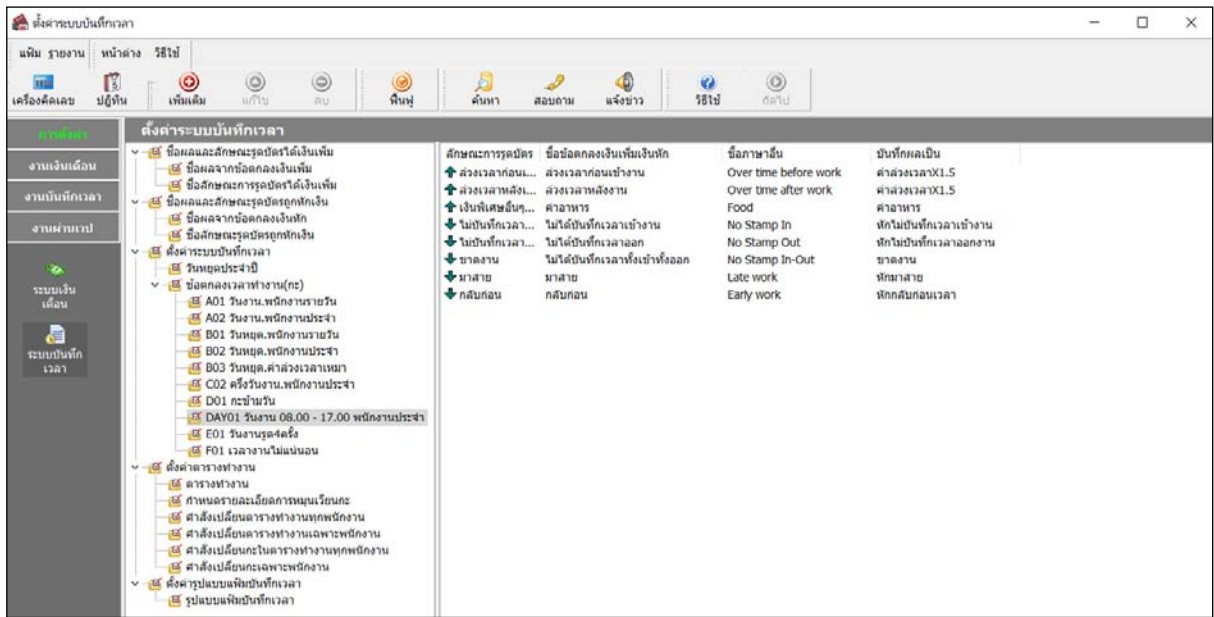 ตั้งค่าระบบบันทึกเวลา
แฟ้ม รายงาน หน้าต่าง วิธีใช้
เครื่องคิดเลข ปฏิทิน เพิ่มเติม แก้ไข ลบ ฟื้นฟู ค้นหา สอบถาม แจ้งข่าว วิธีใช้ ถัดไป
การตั้งค่า
งานเงินเดือน
งานบันทึกเวลา
งานผ่านเวป
ระบบเงิน
เดือน
ระบบบันทึก
เวลา
ตั้งค่าระบบบันทึกเวลา
ชื่อผลและลักษณะรูดบัตรได้เงินเพิ่ม
ชื่อผลจากข้อตกลงเงินเพิ่ม
ชื่อลักษณะการรูดบัตรได้เงินเพิ่ม
ชื่อผลและลักษณะรูดบัตรถูกหักเงิน
ชื่อผลจากข้อตกลงเงินหัก
ชื่อลักษณะรูดบัตรถูกหักเงิน
ตั้งค่าระบบบันทึกเวลา
วันหยุดประจำปี
ข้อตกลงเวลาทำงาน(กะ)
A01 วันงาน.พนักงานรายวัน
A02 วันงาน.พนักงานประจำ
B01 วันหยุด.พนักงานรายวัน
B02 วันหยุด.พนักงานประจำ
B03 วันหยุด.ค่าล่วงเวลาเหมา
C02 ครึ่งวันงาน.พนักงานประจำ
D01 กะข้ามวัน
DAY01 วันงาน 08.00 - 17.00 พนักงานประจำ
E01 วันงานรูด4ครั้ง
F01 เวลางานไม่แน่นอน
ตั้งค่าตารางทำงาน
ตารางทำงาน
กำหนดรายละเอียดการหมุนเวียนกะ
คำสั่งเปลี่ยนตารางทำงานทุกพนักงาน
คำสั่งเปลี่ยนตารางทำงานเฉพาะพนักงาน
คำสั่งเปลี่ยนกะในตารางทำงานทุกพนักงาน
คำสั่งเปลี่ยนกะเฉพาะพนักงาน
ตั้งค่ารูปแบบแฟ้มบันทึกเวลา
รูปแบบแฟ้มบันทึกเวลา
ลักษณะการรูดบัตร ชื่อข้อตกลงเงินเพิ่มเงินหัก ชื่อภาษาอื่น บันทึกผลเป็น
ล่วงเวลาก่อนเ... ล่วงเวลาก่อนเข้างาน Over time before work ค่าล่วงเวลาX1.5
ล่วงเวลาหลังเ... ล่วงเวลาหลังงาน Over time after work ค่าล่วงเวลาX1.5
เงินพิเศษอื่นๆ... ค่าอาหาร Food ค่าอาหาร
ไม่บันทึกเวลา... ไม่ได้บันทึกเวลาเข้างาน No Stamp In หักไม่บันทึกเวลาเข้างาน
ไม่บันทึกเวลา... ไม่ได้บันทึกเวลาออก No Stamp Out หักไม่บันทึกเวลาออกงาน
ขาดงาน ไม่ได้บันทึกเวลาทั้งเข้าทั้งออก No Stamp In-Out ขาดงาน
มาสาย มาสาย Late work หักมาสาย
กลับก่อน กลับก่อน Early work หักกลับก่อนเวลา